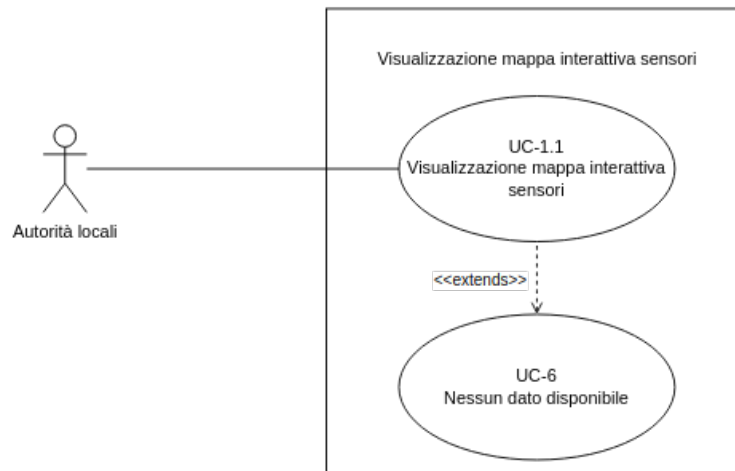 Visualizzazione mappa interattiva sensori
UC-1.1
Visualizzazione mappa interattiva
sensori
Autorità locali
<<extends>>
UC-6
Nessun dato disponibile